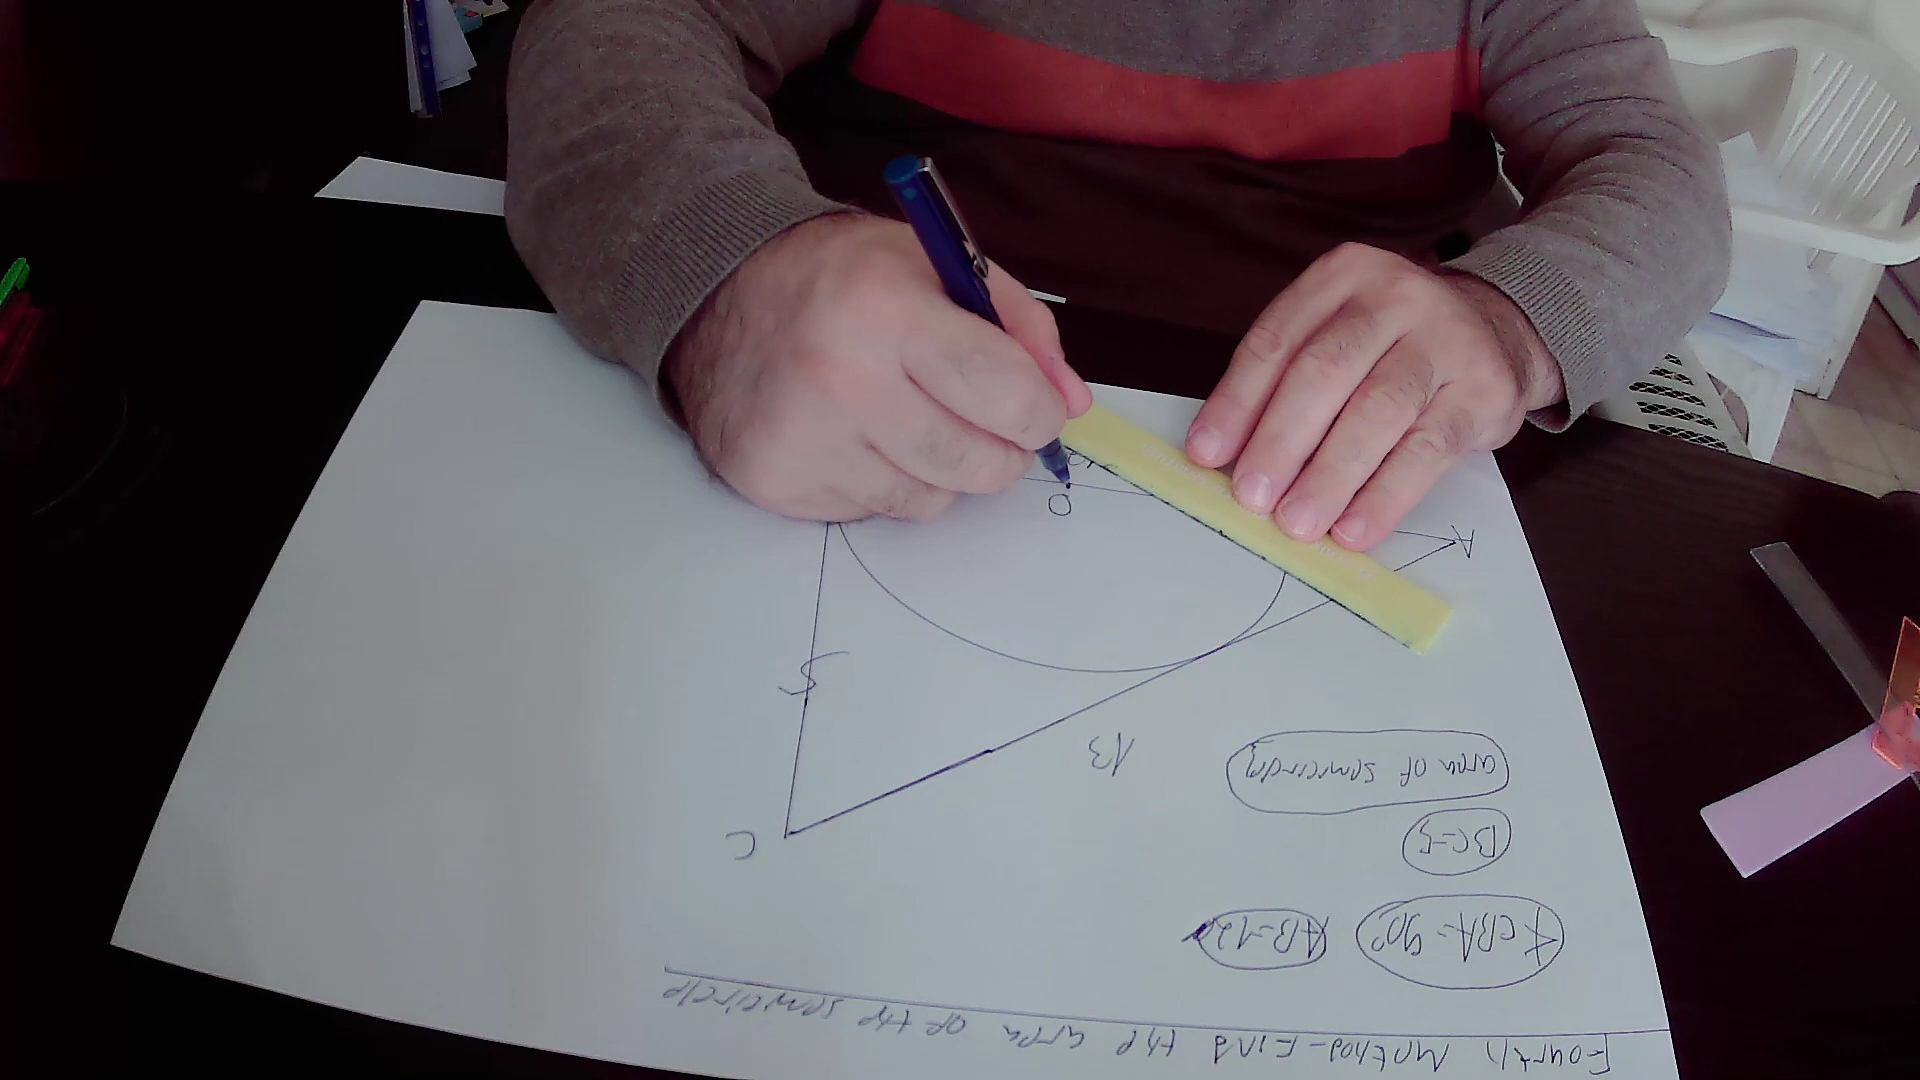 Fourth Method-Find the area of the semicircle
∢CBA=90° AB=12
BC=5
area of semicircle
13
A
O
5
C